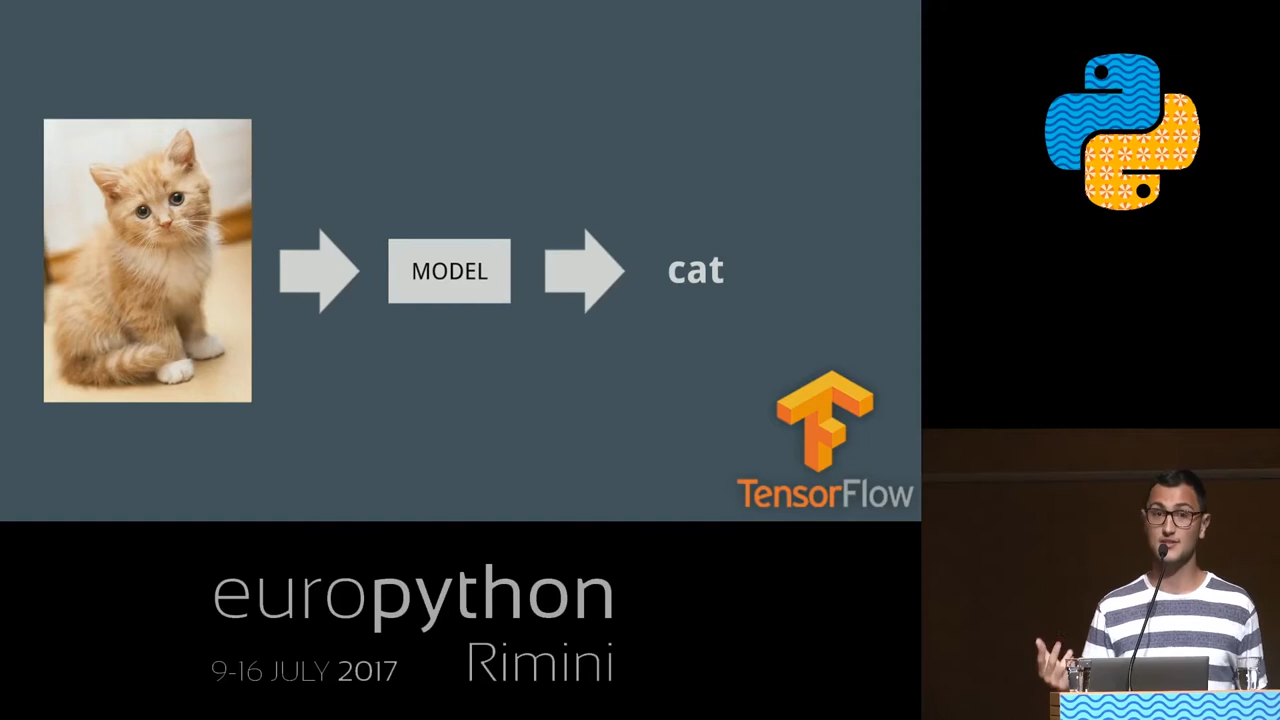 MODEL
cat
TensorFlow
europython
9-16 JULY 2017
Rimini